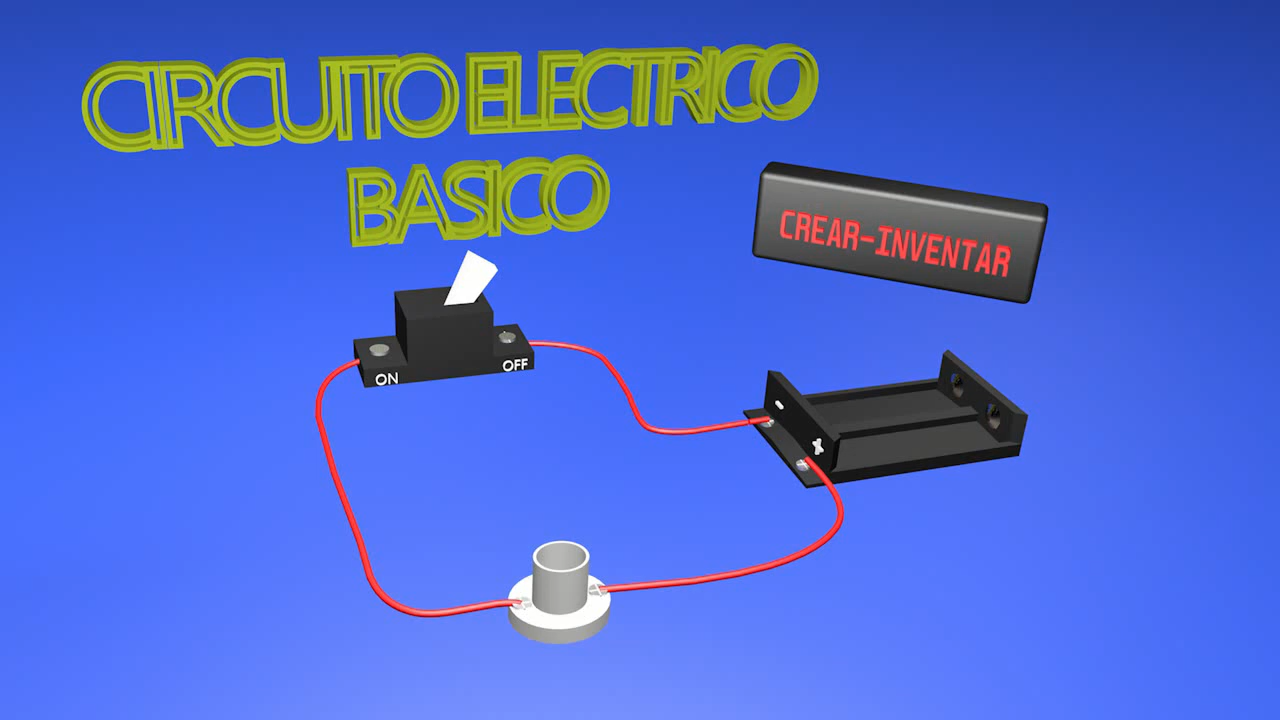 CIRCUITO ELECTRICO
BASICO
CREAR-INVENTAR
ON
OFF
-
+